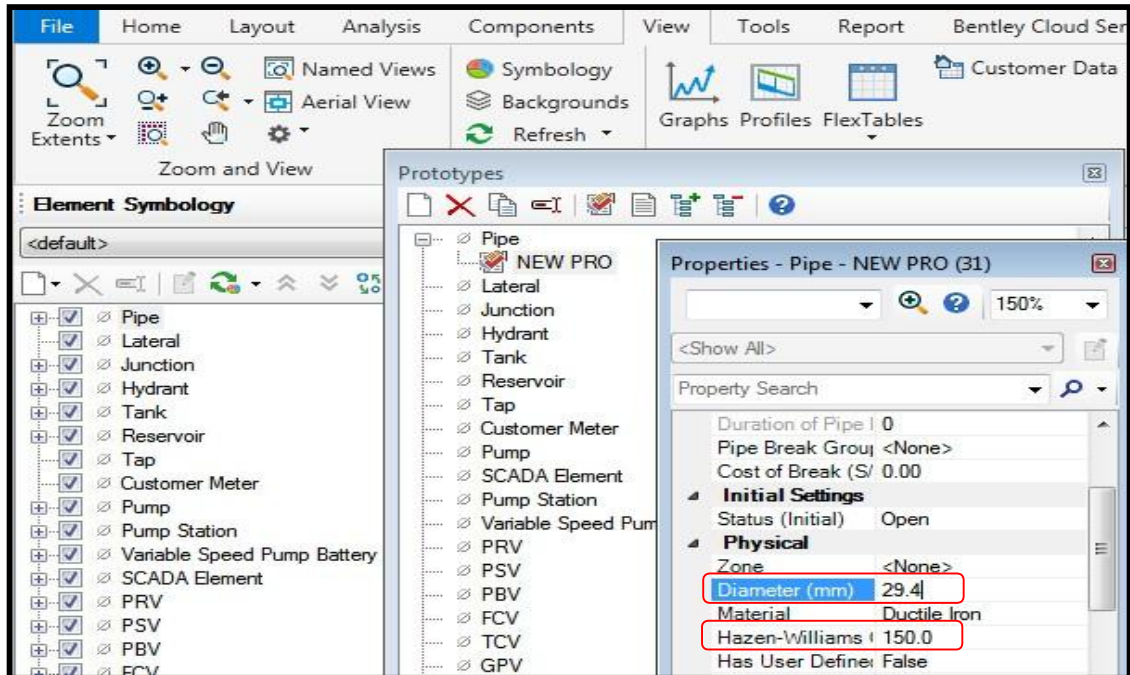 File Home Layout Analysis Components View Tools Report Bentley Cloud Ser
Named Views
Aerial View
Zoom
Extents
Zoom and View
Symbology
Backgrounds
Refresh
Graphs Profiles FlexTables
Customer Data
Element Symbology
<default>
Pipe
Lateral
Junction
Hydrant
Tank
Reservoir
Tap
Customer Meter
Pump
Pump Station
Variable Speed Pump Battery
SCADA Element
PRV
PSV
PBV
FCV
Prototypes
Pipe
NEW PRO
Lateral
Junction
Hydrant
Tank
Reservoir
Tap
Customer Meter
Pump
SCADA Element
Pump Station
Variable Speed Pum
PRV
PSV
PBV
FCV
TCV
GPV
Properties - Pipe - NEW PRO (31)
150%
<Show All>
Property Search
Duration of Pipe 0
Pipe Break Grou <None>
Cost of Break (S/ 0.00
Initial Settings
Status (Initial) Open
Physical
Zone <None>
Diameter (mm) 29.4
Material Ductile Iron
Hazen-Williams 150.0
Has User Define False